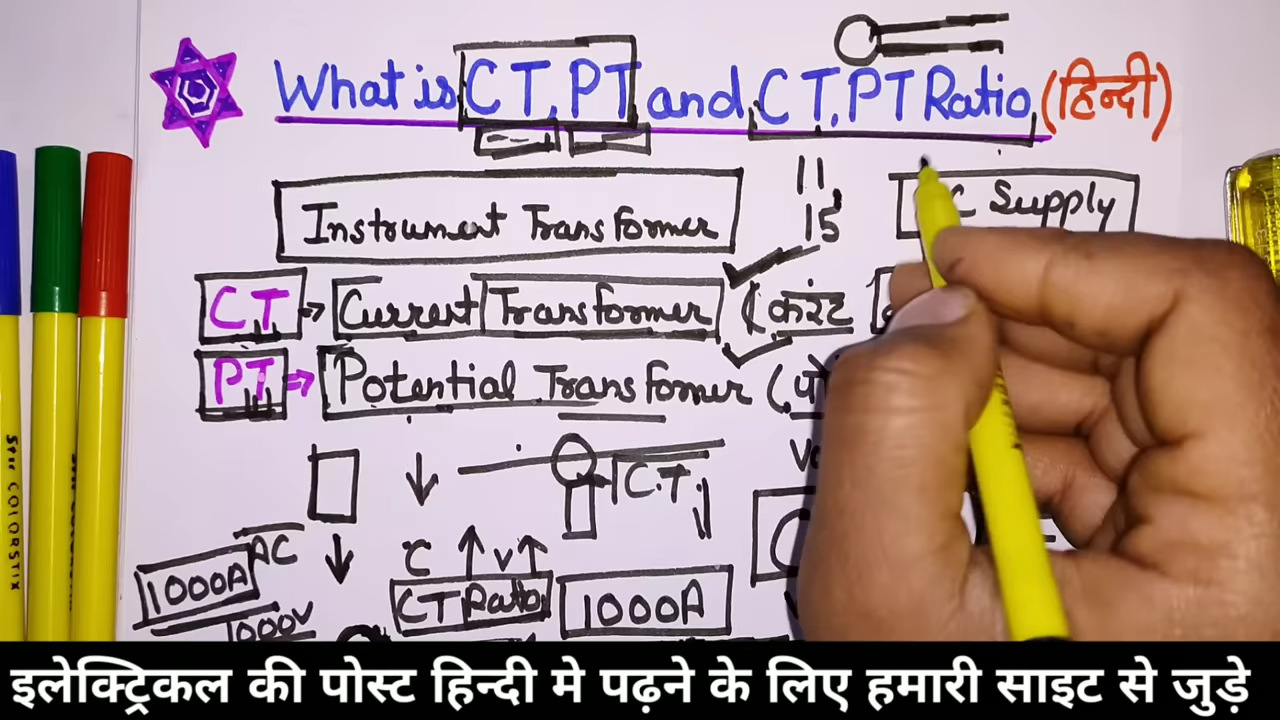 What is CT, PT and CT, PT Ratio (हिन्दी)
Instrument Transformer
11
15
Supply
CT → Current Transformer (करंट
PT ⇒ Potential Transformer (
C.T.
AC
1000A
1000V
C ↑ V ↑
CT Ratio
1000A
इलेक्ट्रिकल की पोस्ट हिन्दी मे पढ़ने के लिए हमारी साइट से जुड़े